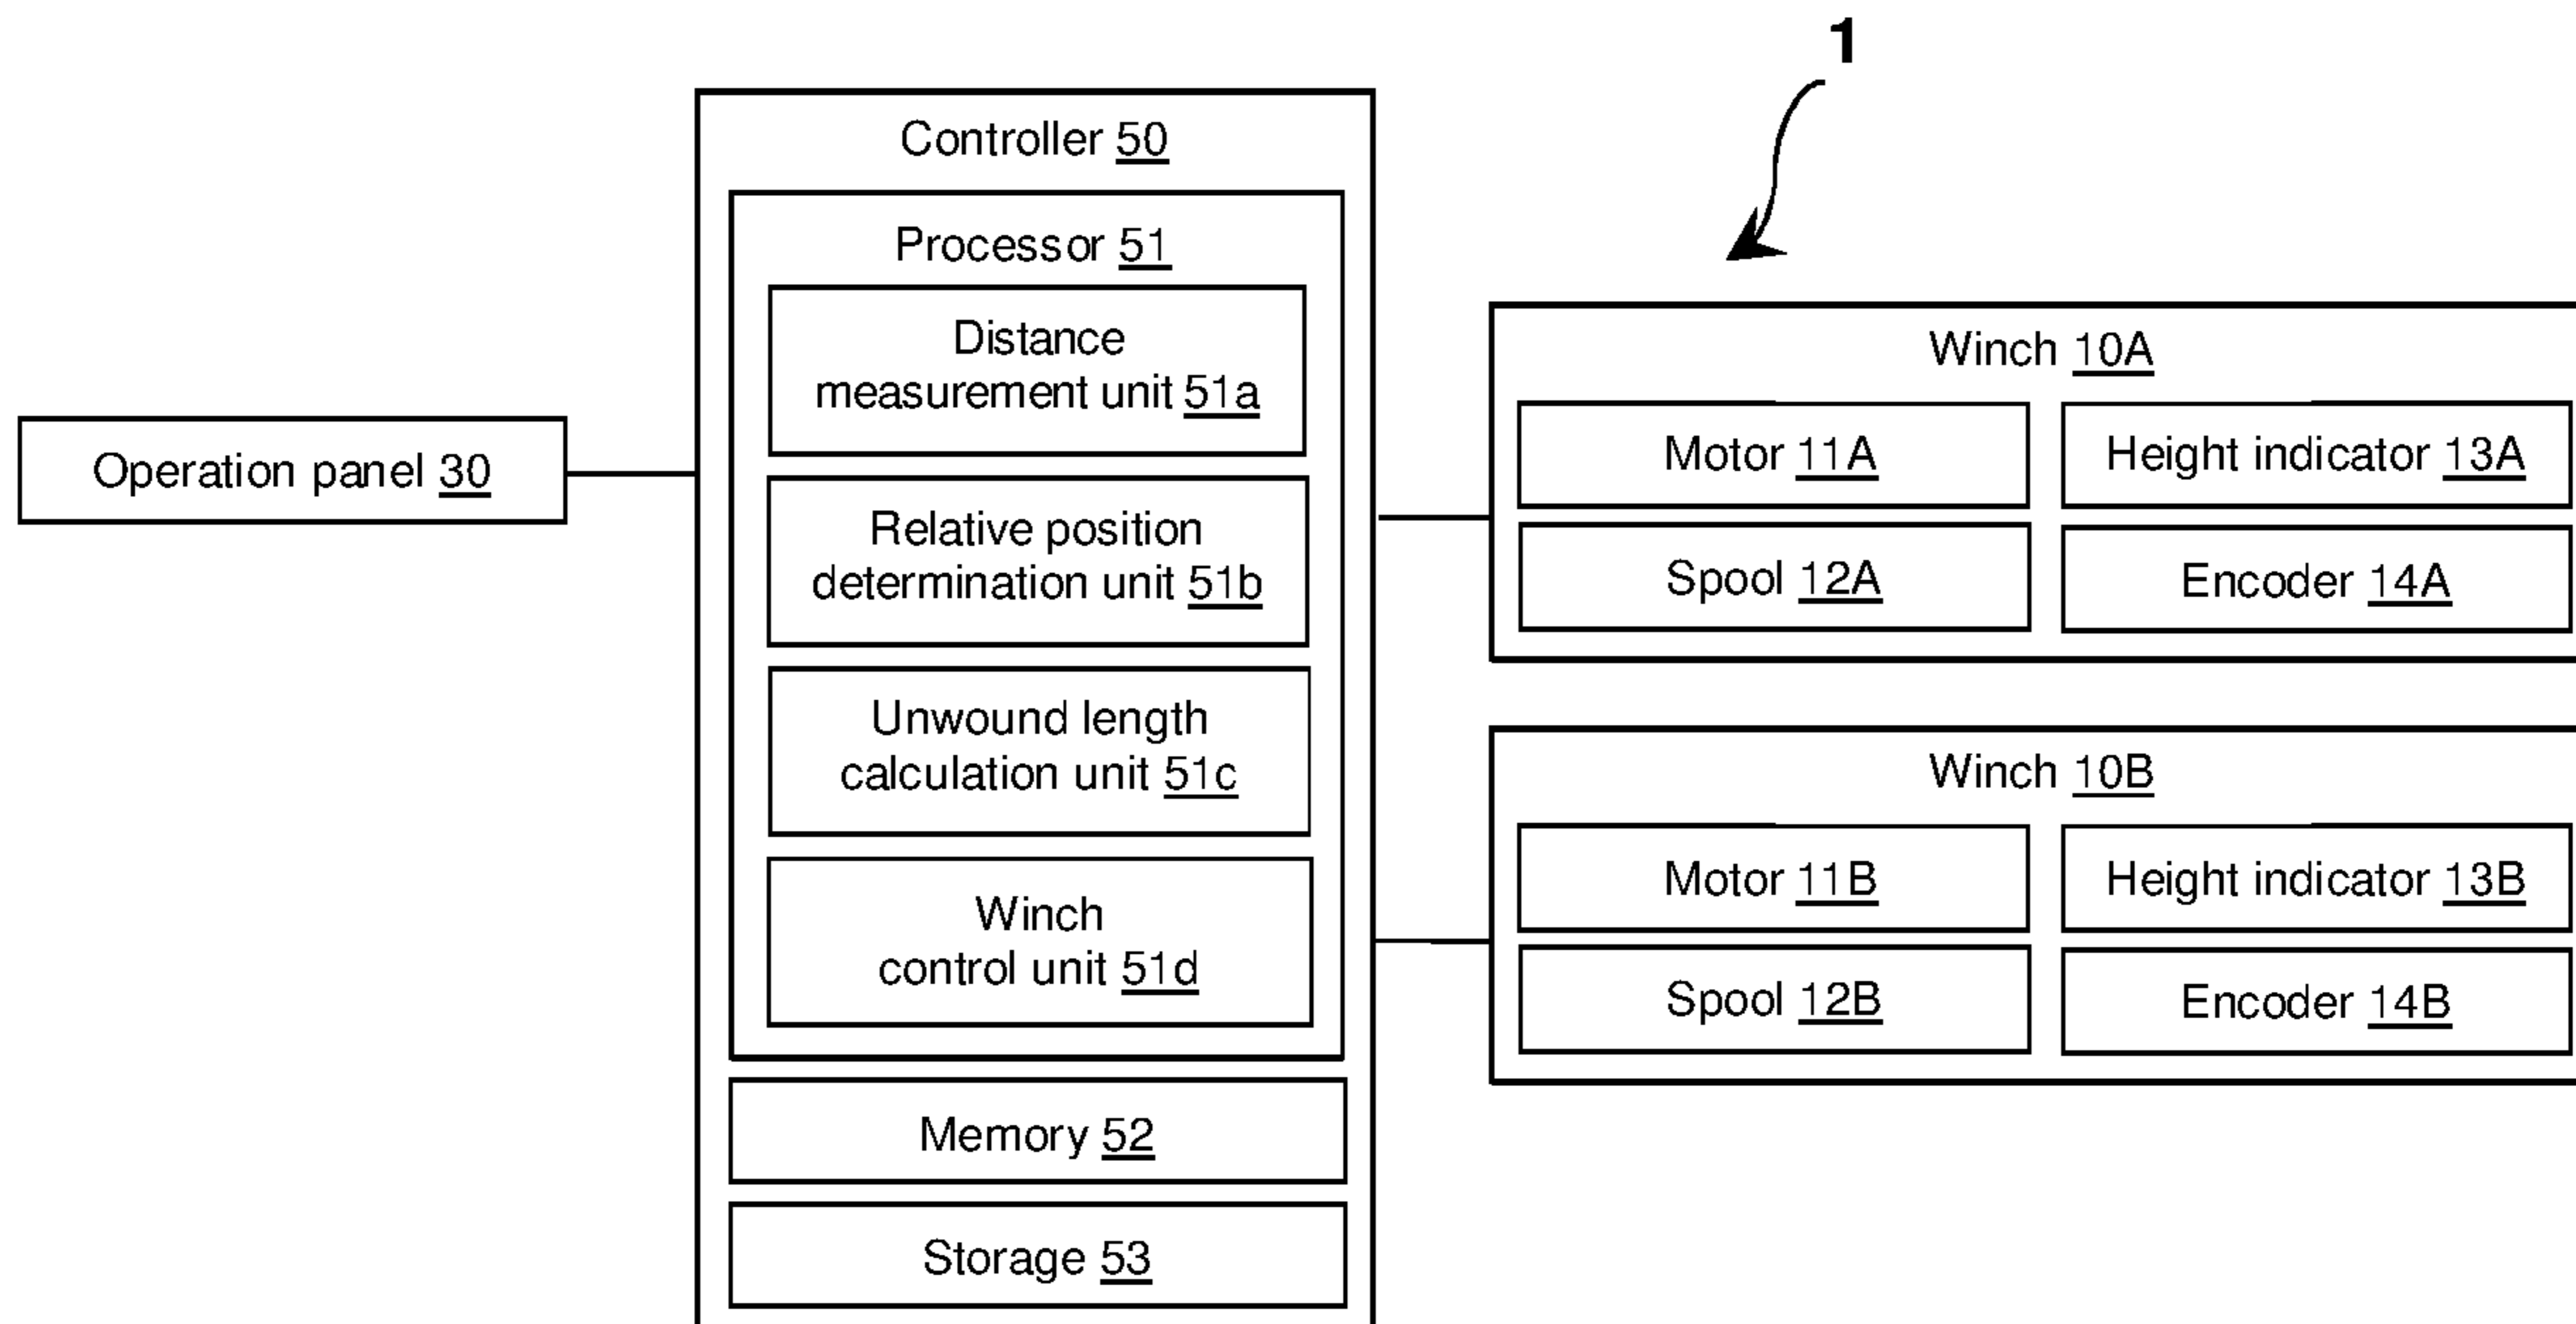 1
Controller 50
Processor 51
Distance
measurement unit 51a
Relative position
determination unit 51b
Unwound length
calculation unit 51c
Winch
control unit 51d
Memory 52
Storage 53
Operation panel 30
Winch 10A
Motor 11A
Height indicator 13A
Spool 12A
Encoder 14A
Winch 10B
Motor 11B
Height indicator 13B
Spool 12B
Encoder 14B